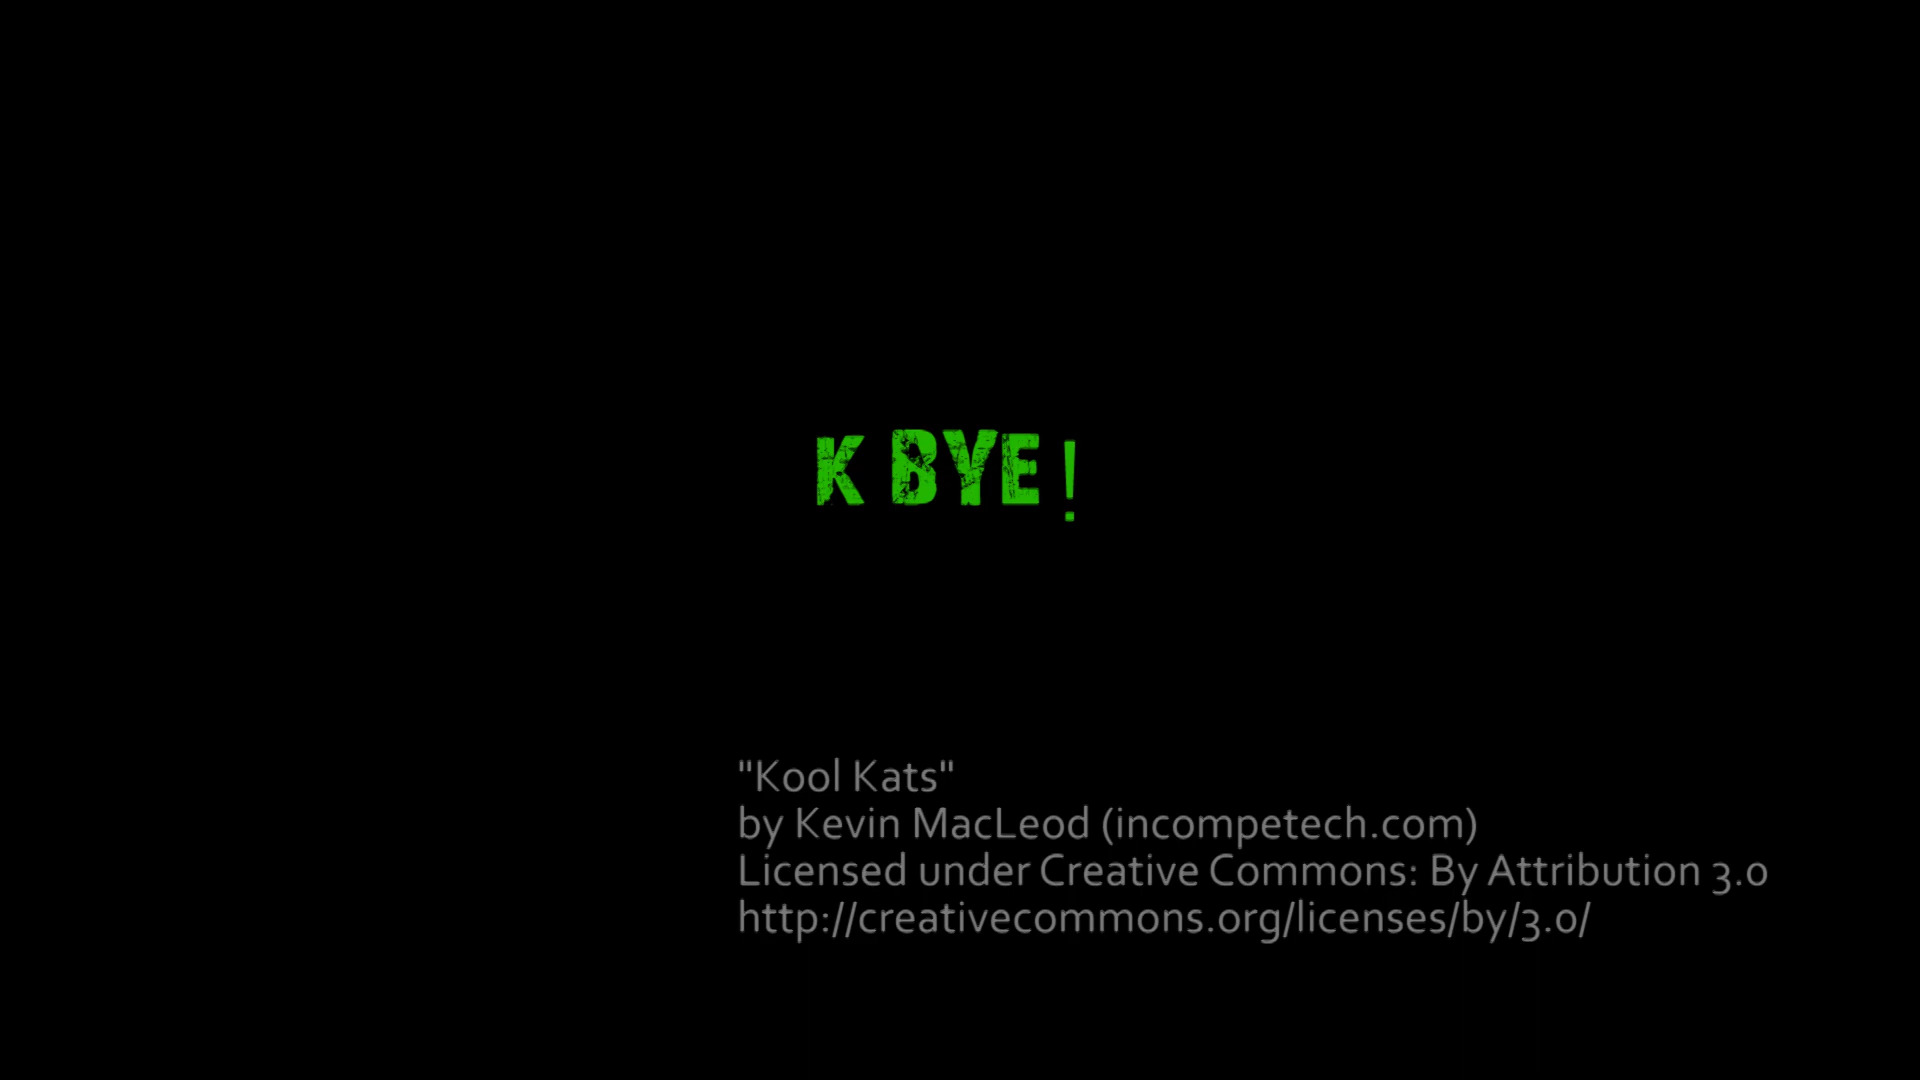 K BYE!
"Kool Kats"
by Kevin MacLeod (incompetech.com)
Licensed under Creative Commons: By Attribution 3.0
http://creativecommons.org/licenses/by/3.0/